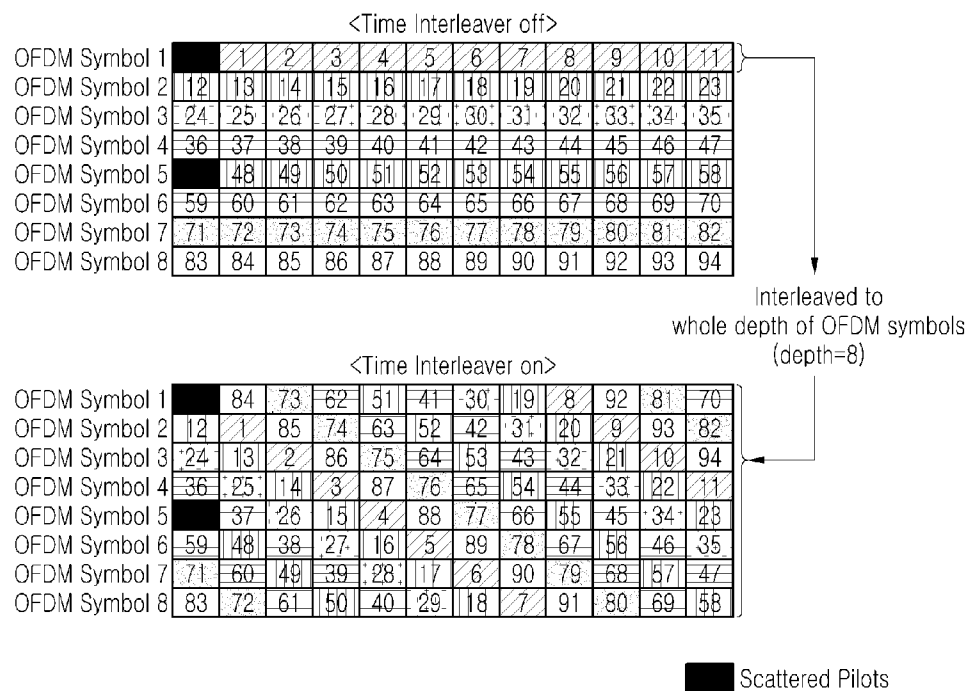 <Time Interleaver off>
OFDM Symbol 1 1 2 3 4 5 6 7 8 9 10 11
OFDM Symbol 2 12 13 14 15 16 17 18 19 20 21 22 23
OFDM Symbol 3 24 25 26 27 28 29 30 31 32 33 34 35
OFDM Symbol 4 36 37 38 39 40 41 42 43 44 45 46 47
OFDM Symbol 5 48 49 50 51 52 53 54 55 56 57 58
OFDM Symbol 6 59 60 61 62 63 64 65 66 67 68 69 70
OFDM Symbol 7 71 72 73 74 75 76 77 78 79 80 81 82
OFDM Symbol 8 83 84 85 86 87 88 89 90 91 92 93 94
Interleaved to
whole depth of OFDM symbols
(depth=8)
<Time Interleaver on>
OFDM Symbol 1 84 73 62 51 41 30 19 8 92 81 70
OFDM Symbol 2 12 1 85 74 63 52 42 31 20 9 93 82
OFDM Symbol 3 24 13 2 86 75 64 53 43 32 21 10 94
OFDM Symbol 4 36 25 14 3 87 76 65 54 44 33 22 11
OFDM Symbol 5 37 26 15 4 88 77 66 55 45 34 23
OFDM Symbol 6 59 48 38 27 16 5 89 78 67 56 46 35
OFDM Symbol 7 71 60 49 39 28 17 6 90 79 68 57 47
OFDM Symbol 8 83 72 61 50 40 29 18 7 91 80 69 58
Scattered Pilots